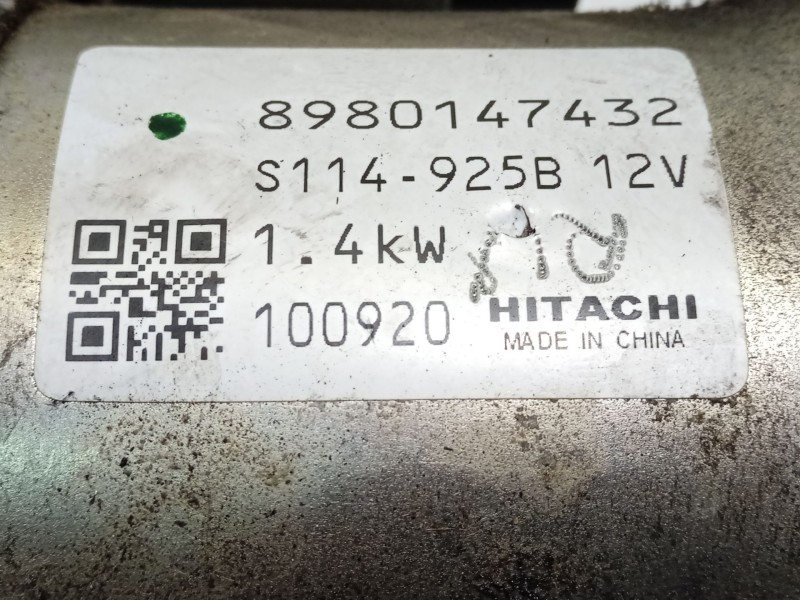 8980147432
S114-925B 12V
1.4kW
100920 HITACHI
MADE IN CHINA